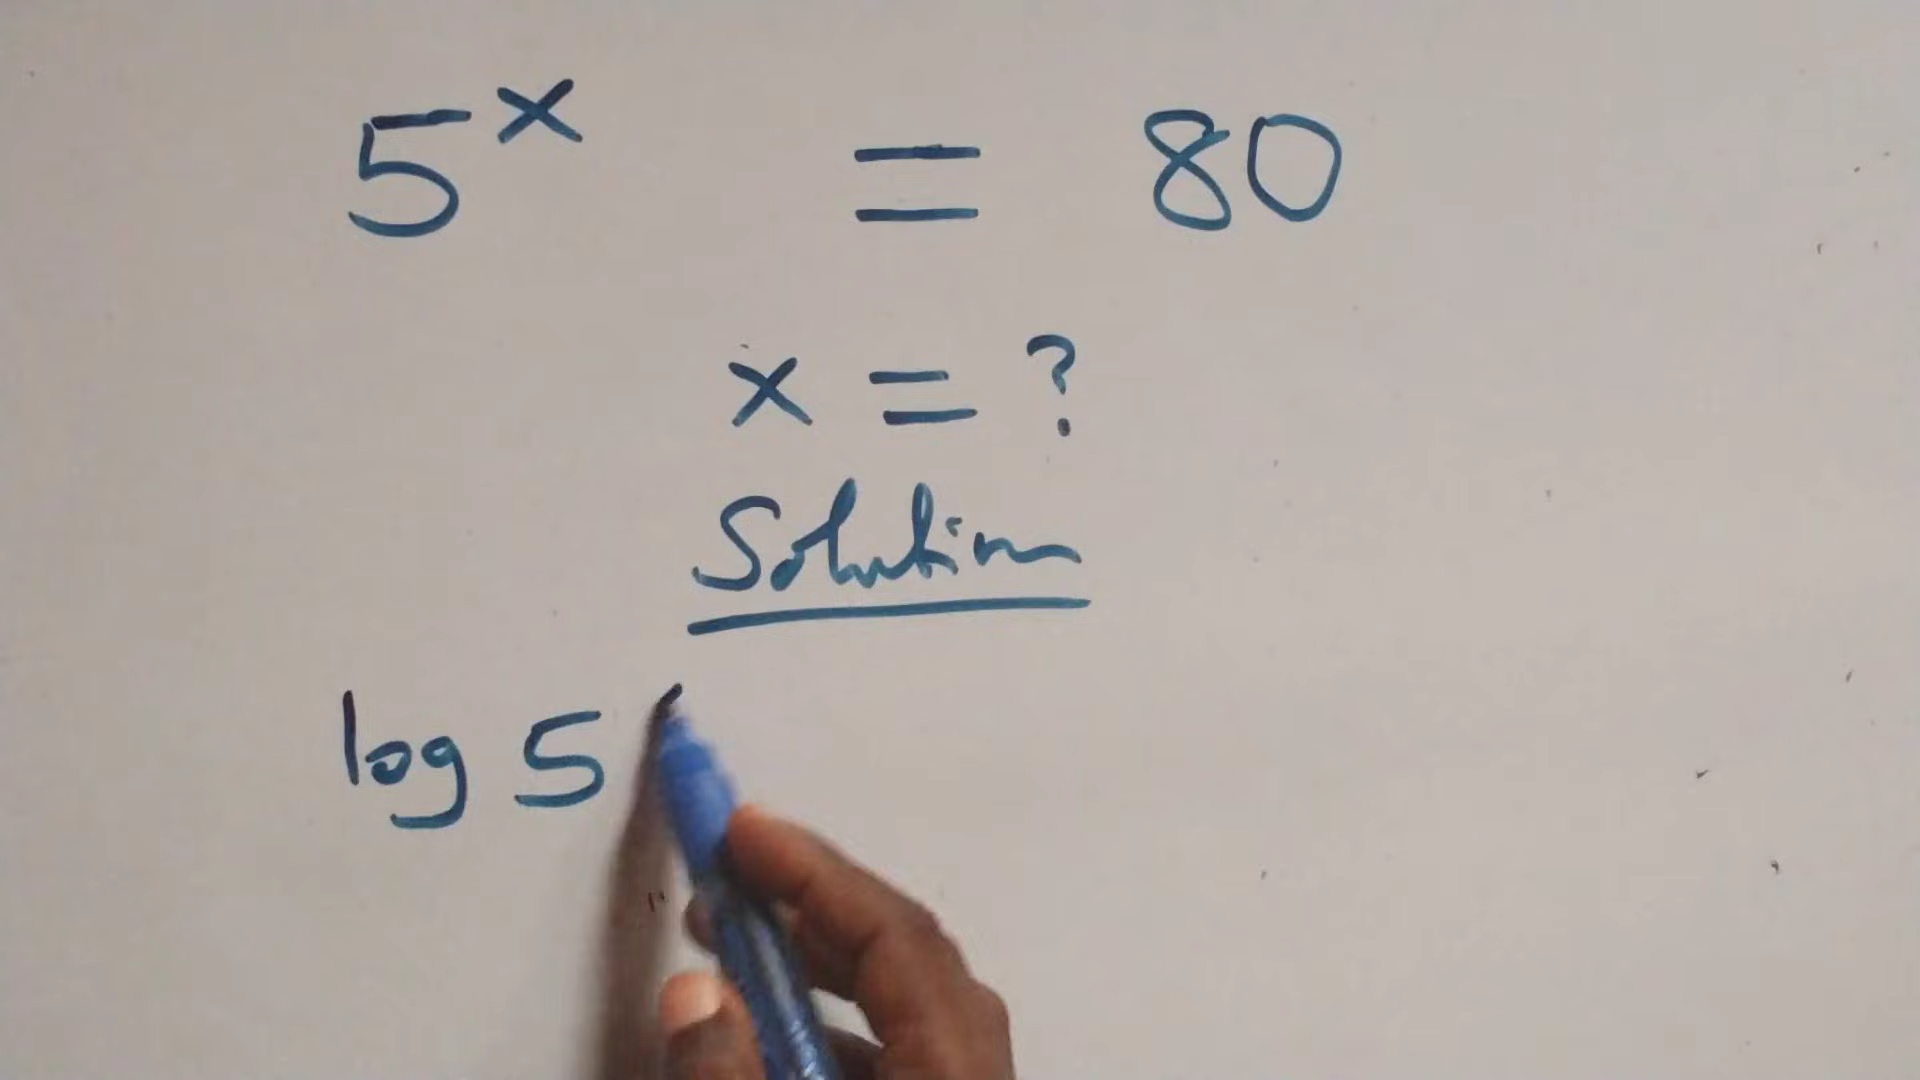 5^x = 80
x = ?
Solution
log 5